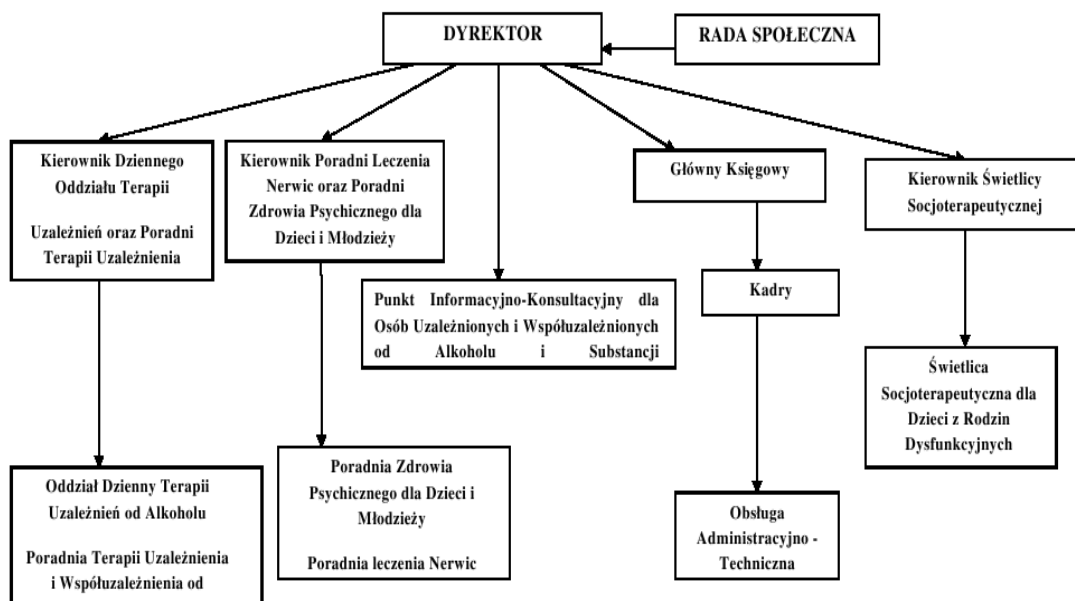 DYREKTOR
RADA SPOŁECZNA
Kierownik Dziennego
Oddziału Terapii
Uzależnień oraz Poradni
Terapii Uzależnienia
Kierownik Poradni Leczenia
Nerwic oraz Poradni
Zdrowia Psychicznego dla
Dzieci i Młodzieży
Główny Księgowy
Kierownik Świetlicy
Socjoterapeutycznej
Punkt Informacyjno-Konsultacyjny dla
Osób Uzależnionych i Współuzależnionych
od Alkoholu i Substancji
Kadry
Świetlica
Socjoterapeutyczna dla
Dzieci z Rodzin
Dysfunkcyjnych
Oddział Dzienny Terapii
Uzależnień od Alkoholu
Poradnia Terapii Uzależnienia
i Współuzależnienia od
Poradnia Zdrowia
Psychicznego dla Dzieci i
Młodzieży
Poradnia leczenia Nerwic
Obsługa
Administracyjno -
Techniczna